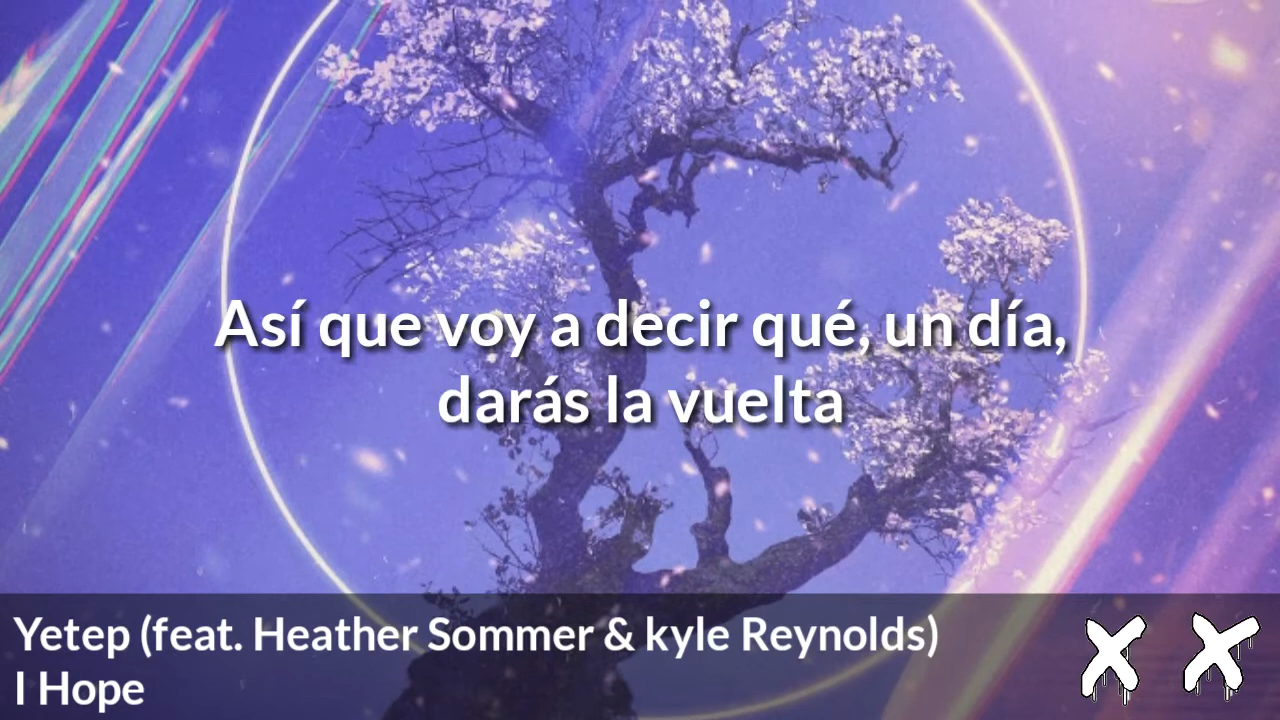 Así que voy a decir qué, un día,
darás la vuelta
Yetep (feat. Heather Sommer & kyle Reynolds)
I Hope